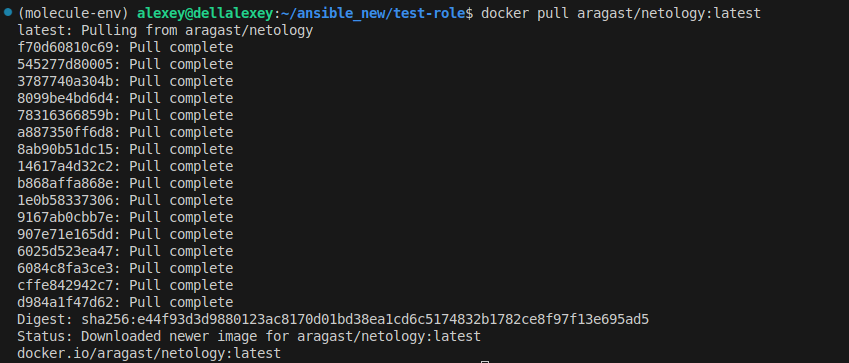 (molecule-env) alexey@dellalexey:~/ansible_new/test-role$ docker pull aragast/netology:latest
latest: Pulling from aragast/netology
f70d60810c69: Pull complete
545277d80005: Pull complete
3787740a304b: Pull complete
8099be4bd6d4: Pull complete
78316366859b: Pull complete
a887350ff6d8: Pull complete
8ab90b51dc15: Pull complete
14617a4d32c2: Pull complete
b868affa868e: Pull complete
1e0b58337306: Pull complete
9167ab0cbb7e: Pull complete
907e71e165dd: Pull complete
6025d523ea47: Pull complete
6084c8fa3ce3: Pull complete
cffe842942c7: Pull complete
d984a1f47d62: Pull complete
Digest: sha256:e44f93d3d9880123ac8170d01bd38ea1cd6c5174832b1782ce8f97f13e695ad5
Status: Downloaded newer image for aragast/netology:latest
docker.io/aragast/netology:latest